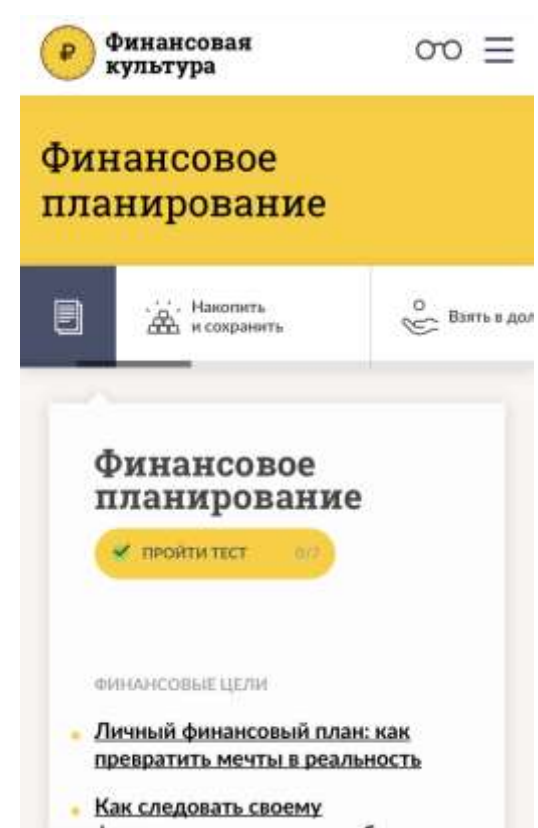 Финансовая
культура
Финансовое
планирование
Накопить
и сохранить
Взять в дол
Финансовое
планирование
ПРОЙТИ ТЕСТ 0/7
ФИНАНСОВЫЕ ЦЕЛИ
Личный финансовый план: как
превратить мечты в реальность
Как следовать своему